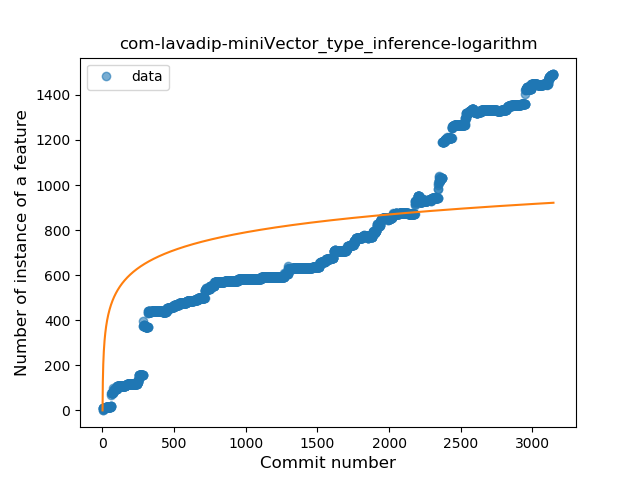 com-lavadip-miniVector_type_inference-logarithm
data
Number of instance of a feature
1400
1200
1000
800
600
400
200
0
0 500 1000 1500 2000 2500 3000
Commit number